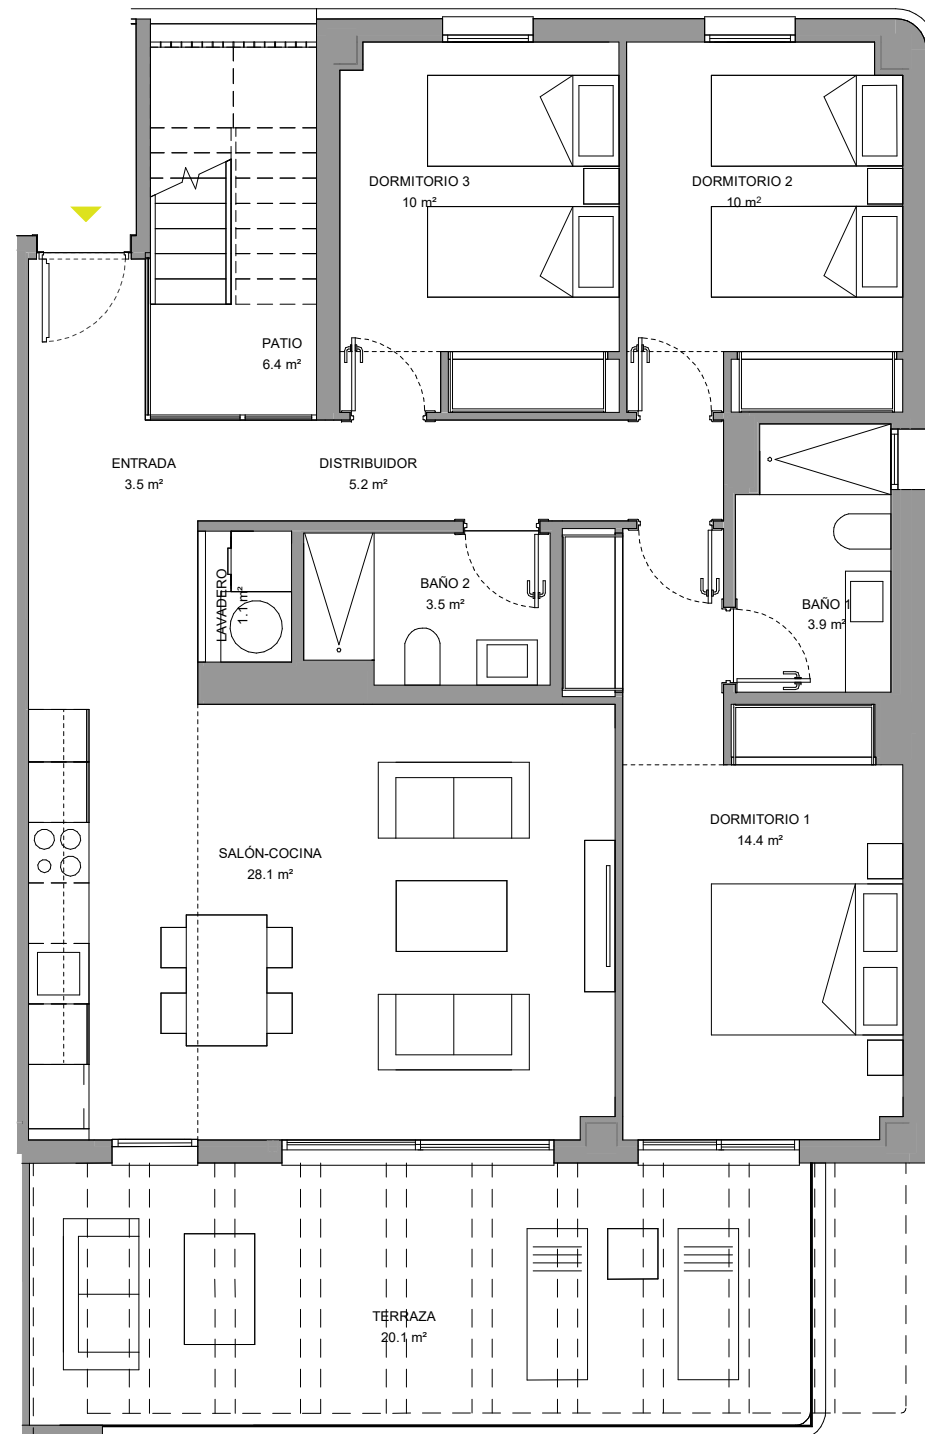 DORMITORIO 3
10 m²
DORMITORIO 2
10 m²
PATIO
6.4 m²
ENTRADA
3.5 m²
DISTRIBUIDOR
5.2 m²
LAVADERO
1.1 m²
BAÑO 2
3.5 m²
BAÑO 1
3.9 m²
DORMITORIO 1
14.4 m²
SALÓN-COCINA
28.1 m²
TERRAZA
20.1 m²